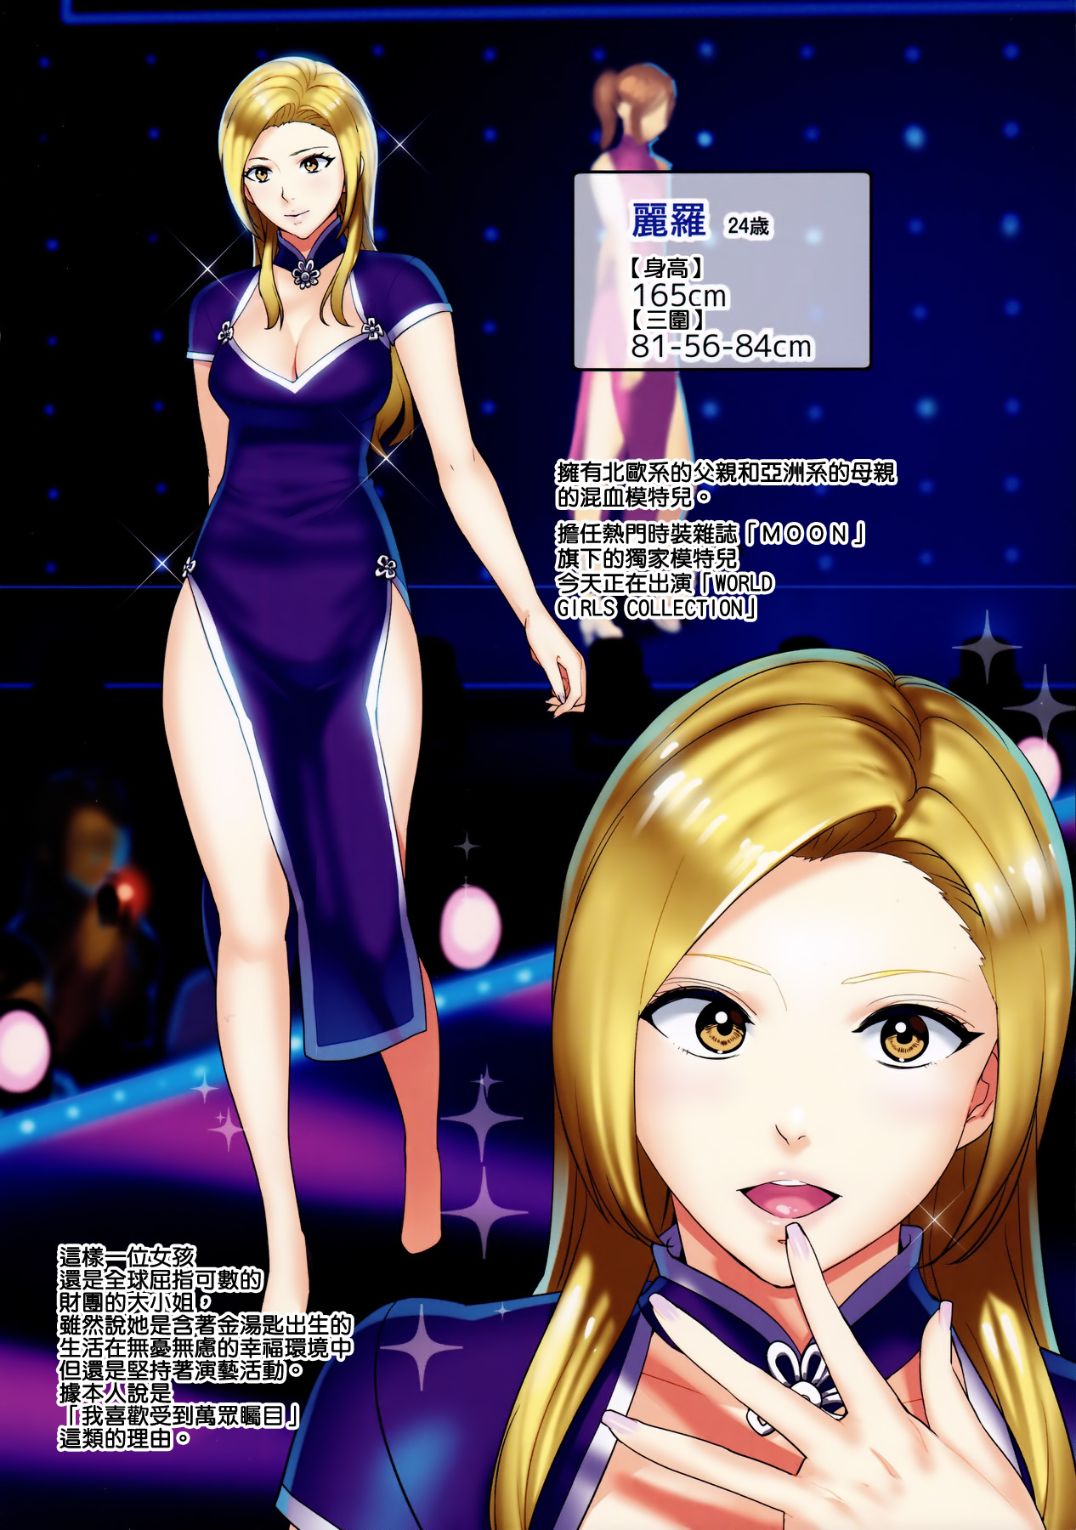 麗羅 24歳
【身高】
165cm
【三圍】
81-56-84cm
擁有北歐系的父親和亞洲系的母親
的混血模特兒。
擔任熱門時裝雜誌「ＭＯＯＮ」
旗下的獨家模特兒
今天正在出演「WORLD
GIRLS COLLECTION」
這樣一位女孩
還是全球屈指可數的
財團的大小姐，
雖然說她是含著金湯匙出生的
生活在無憂無慮的幸福環境中
但還是堅持著演藝活動。
據本人說是
「我喜歡受到萬眾矚目」
這類的理由。